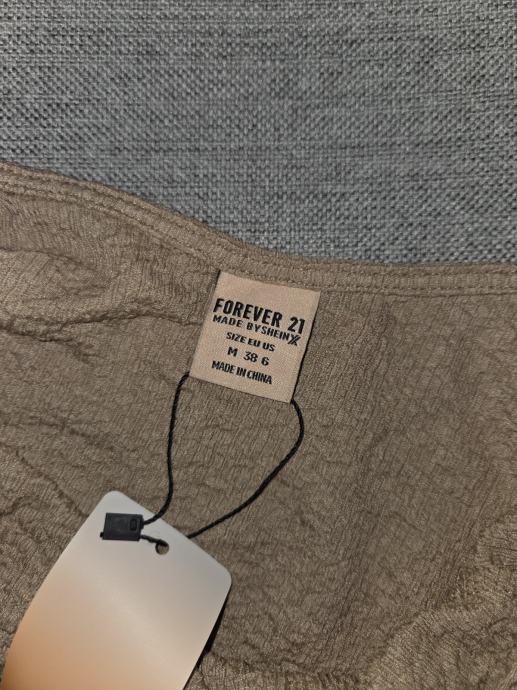 FOREVER 21
MADE BY SHEIN X
SIZE EU US
M 38 6
MADE IN CHINA